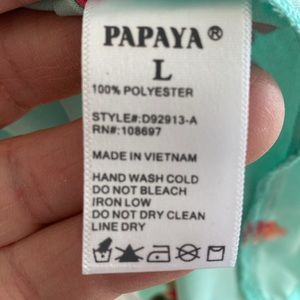 PAPAYA®
L
100% POLYESTER
STYLE#:D92913-A
RN#:108697
MADE IN VIETNAM
HAND WASH COLD
DO NOT BLEACH
IRON LOW
DO NOT DRY CLEAN
LINE DRY